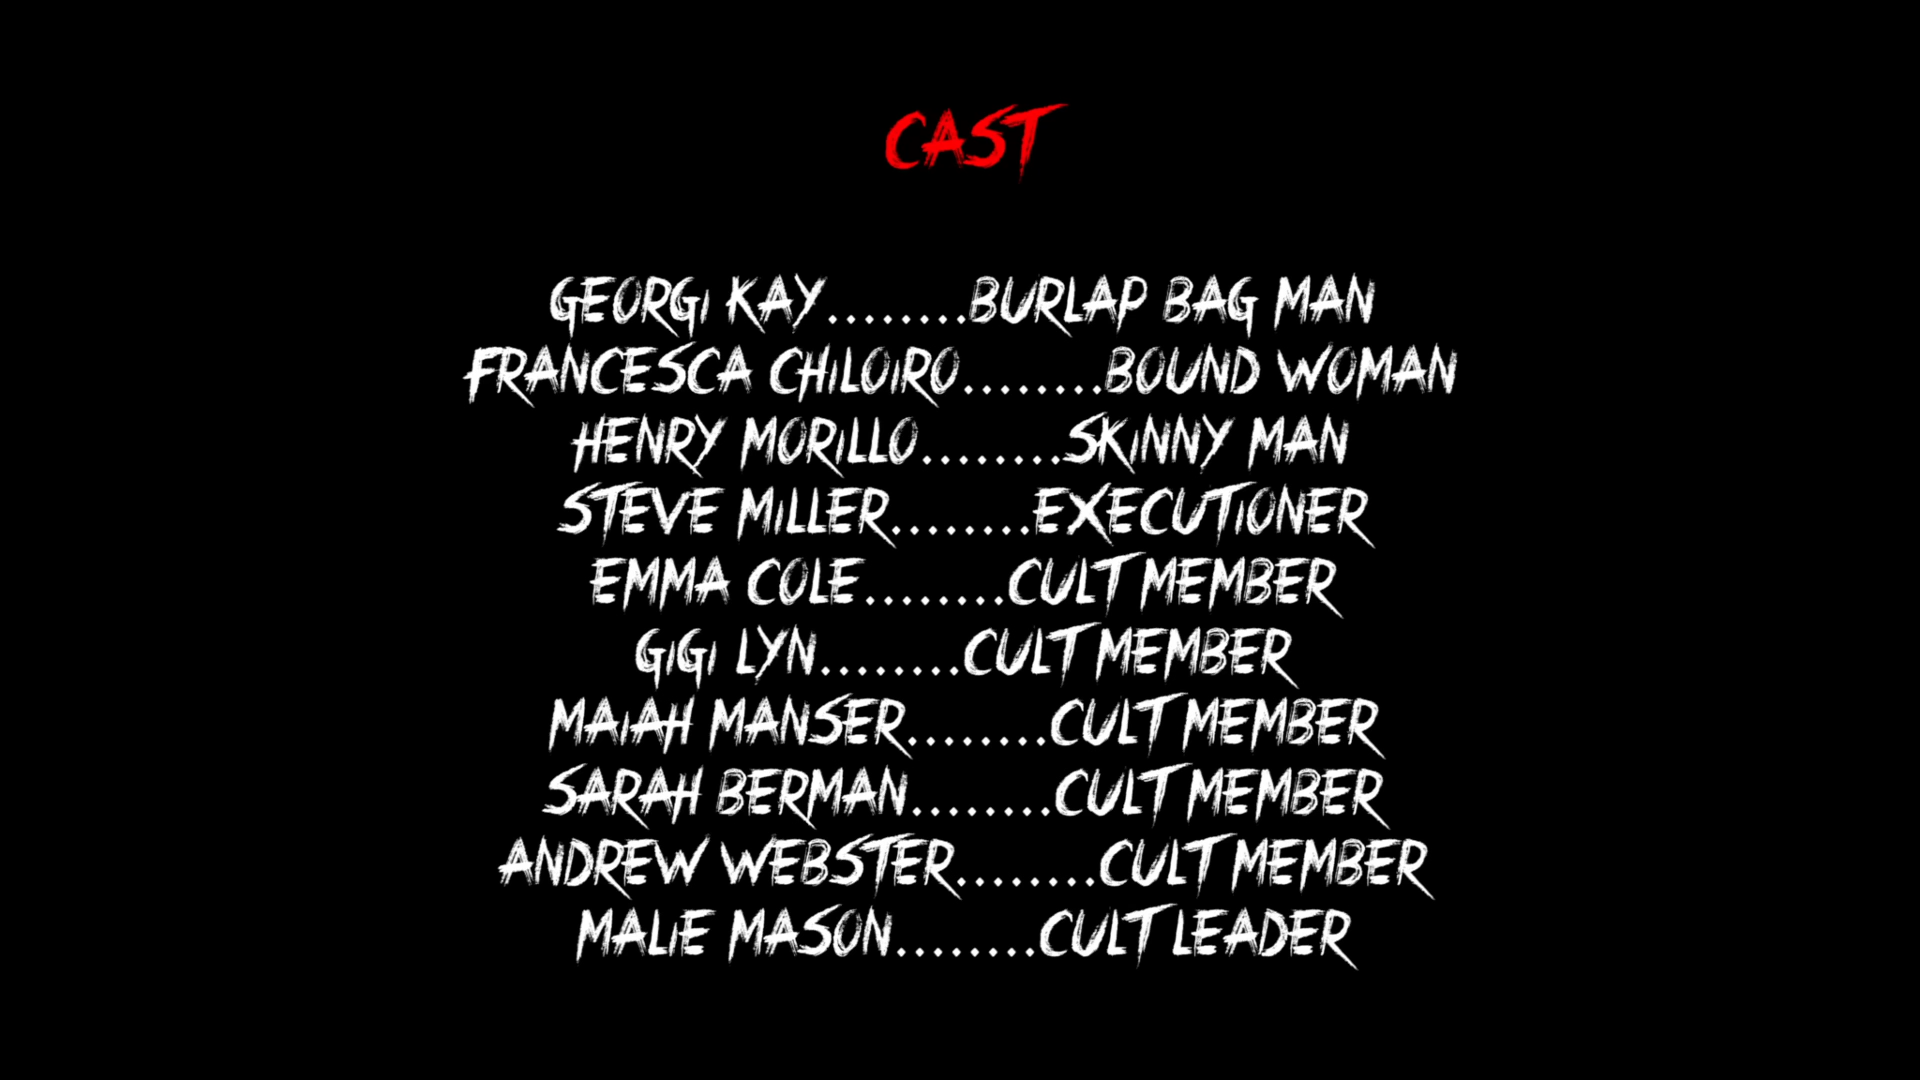 CAST
GEORGI KAY........BURLAP BAG MAN
FRANCESCA CHILOIRO........BOUND WOMAN
HENRY MORILLO........SKINNY MAN
STEVE MILLER........EXECUTIONER
EMMA COLE........CULT MEMBER
GIGI LYN........CULT MEMBER
MAIAH MANSER........CULT MEMBER
SARAH BERMAN........CULT MEMBER
ANDREW WEBSTER........CULT MEMBER
MALIE MASON........CULT LEADER